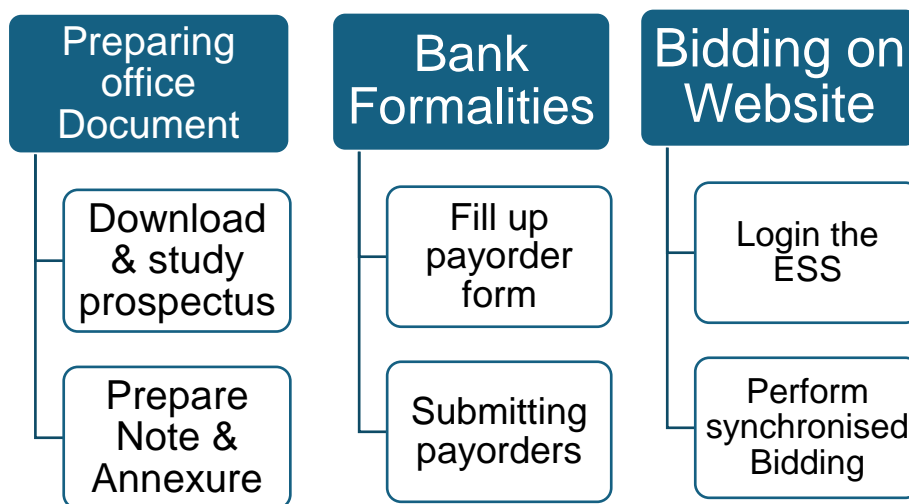 Preparing
office
Document
Download
& study
prospectus
Prepare
Note &
Annexure
Bank
Formalities
Fill up
payorder
form
Submitting
payorders
Bidding on
Website
Login the
ESS
Perform
synchronised
Bidding